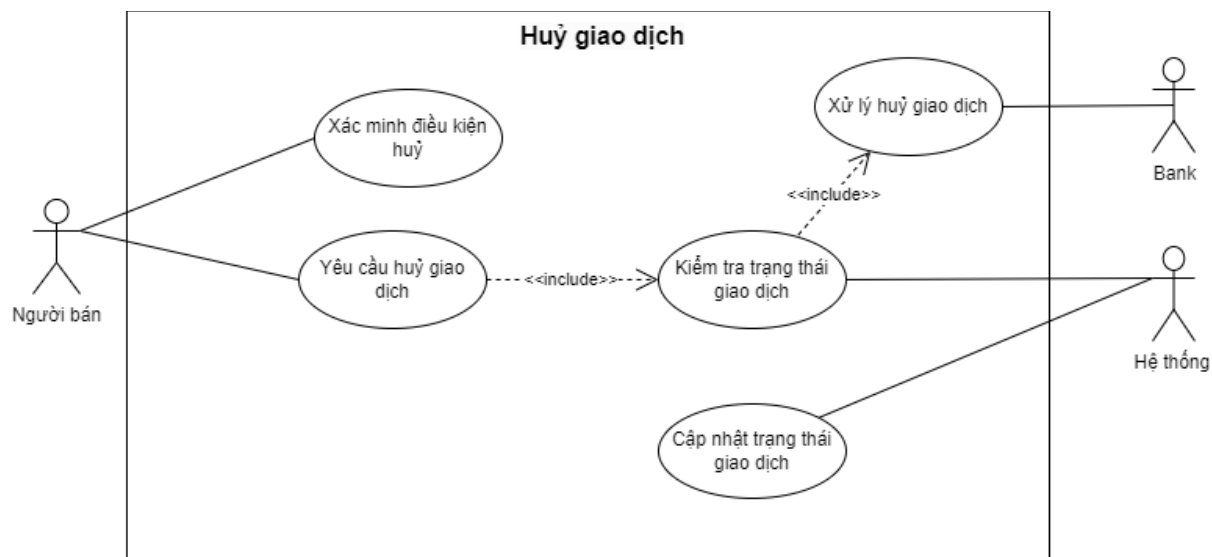 Huỷ giao dịch
Xử lý huỷ giao dịch
Bank
Xác minh điều kiện
huỷ
<<include>>
Người bán
Yêu cầu huỷ giao
dịch
<<include>>
Kiểm tra trạng thái
giao dịch
Hệ thống
Cập nhật trạng thái
giao dịch